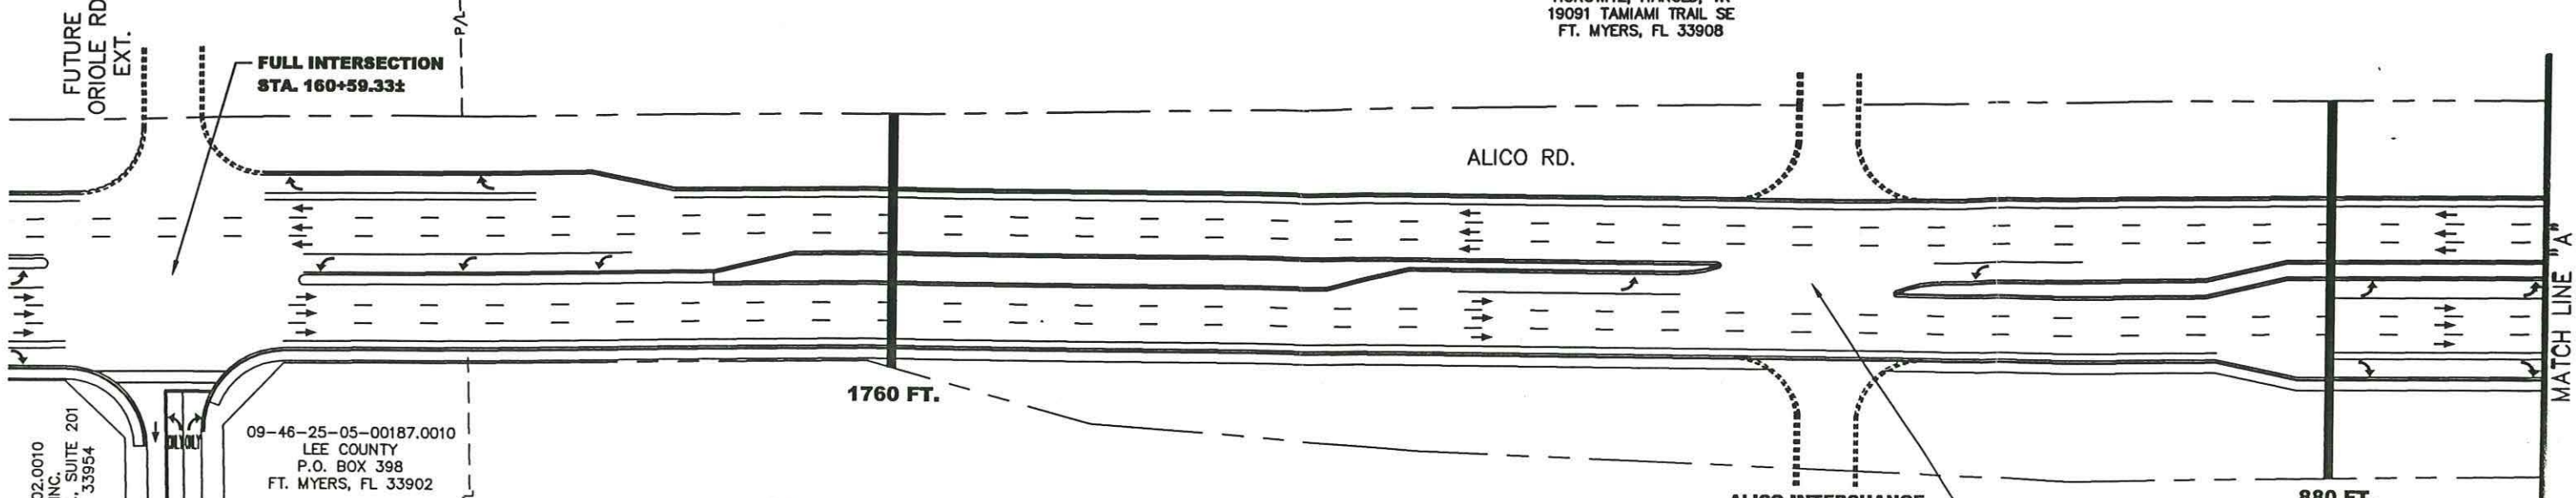 FUTURE
ORIOLE RD
EXT.
P/L
19091 TAMIAMI TRAIL SE
FT. MYERS, FL 33908
FULL INTERSECTION
STA. 160+59.33±
ALICO RD.
MATCH LINE "A"
1760 FT.
02.0010
INC.
SUITE 201
33954
09-46-25-05-00187.0010
LEE COUNTY
P.O. BOX 398
FT. MYERS, FL 33902
ALICO INTERCHANGE
880 FT.